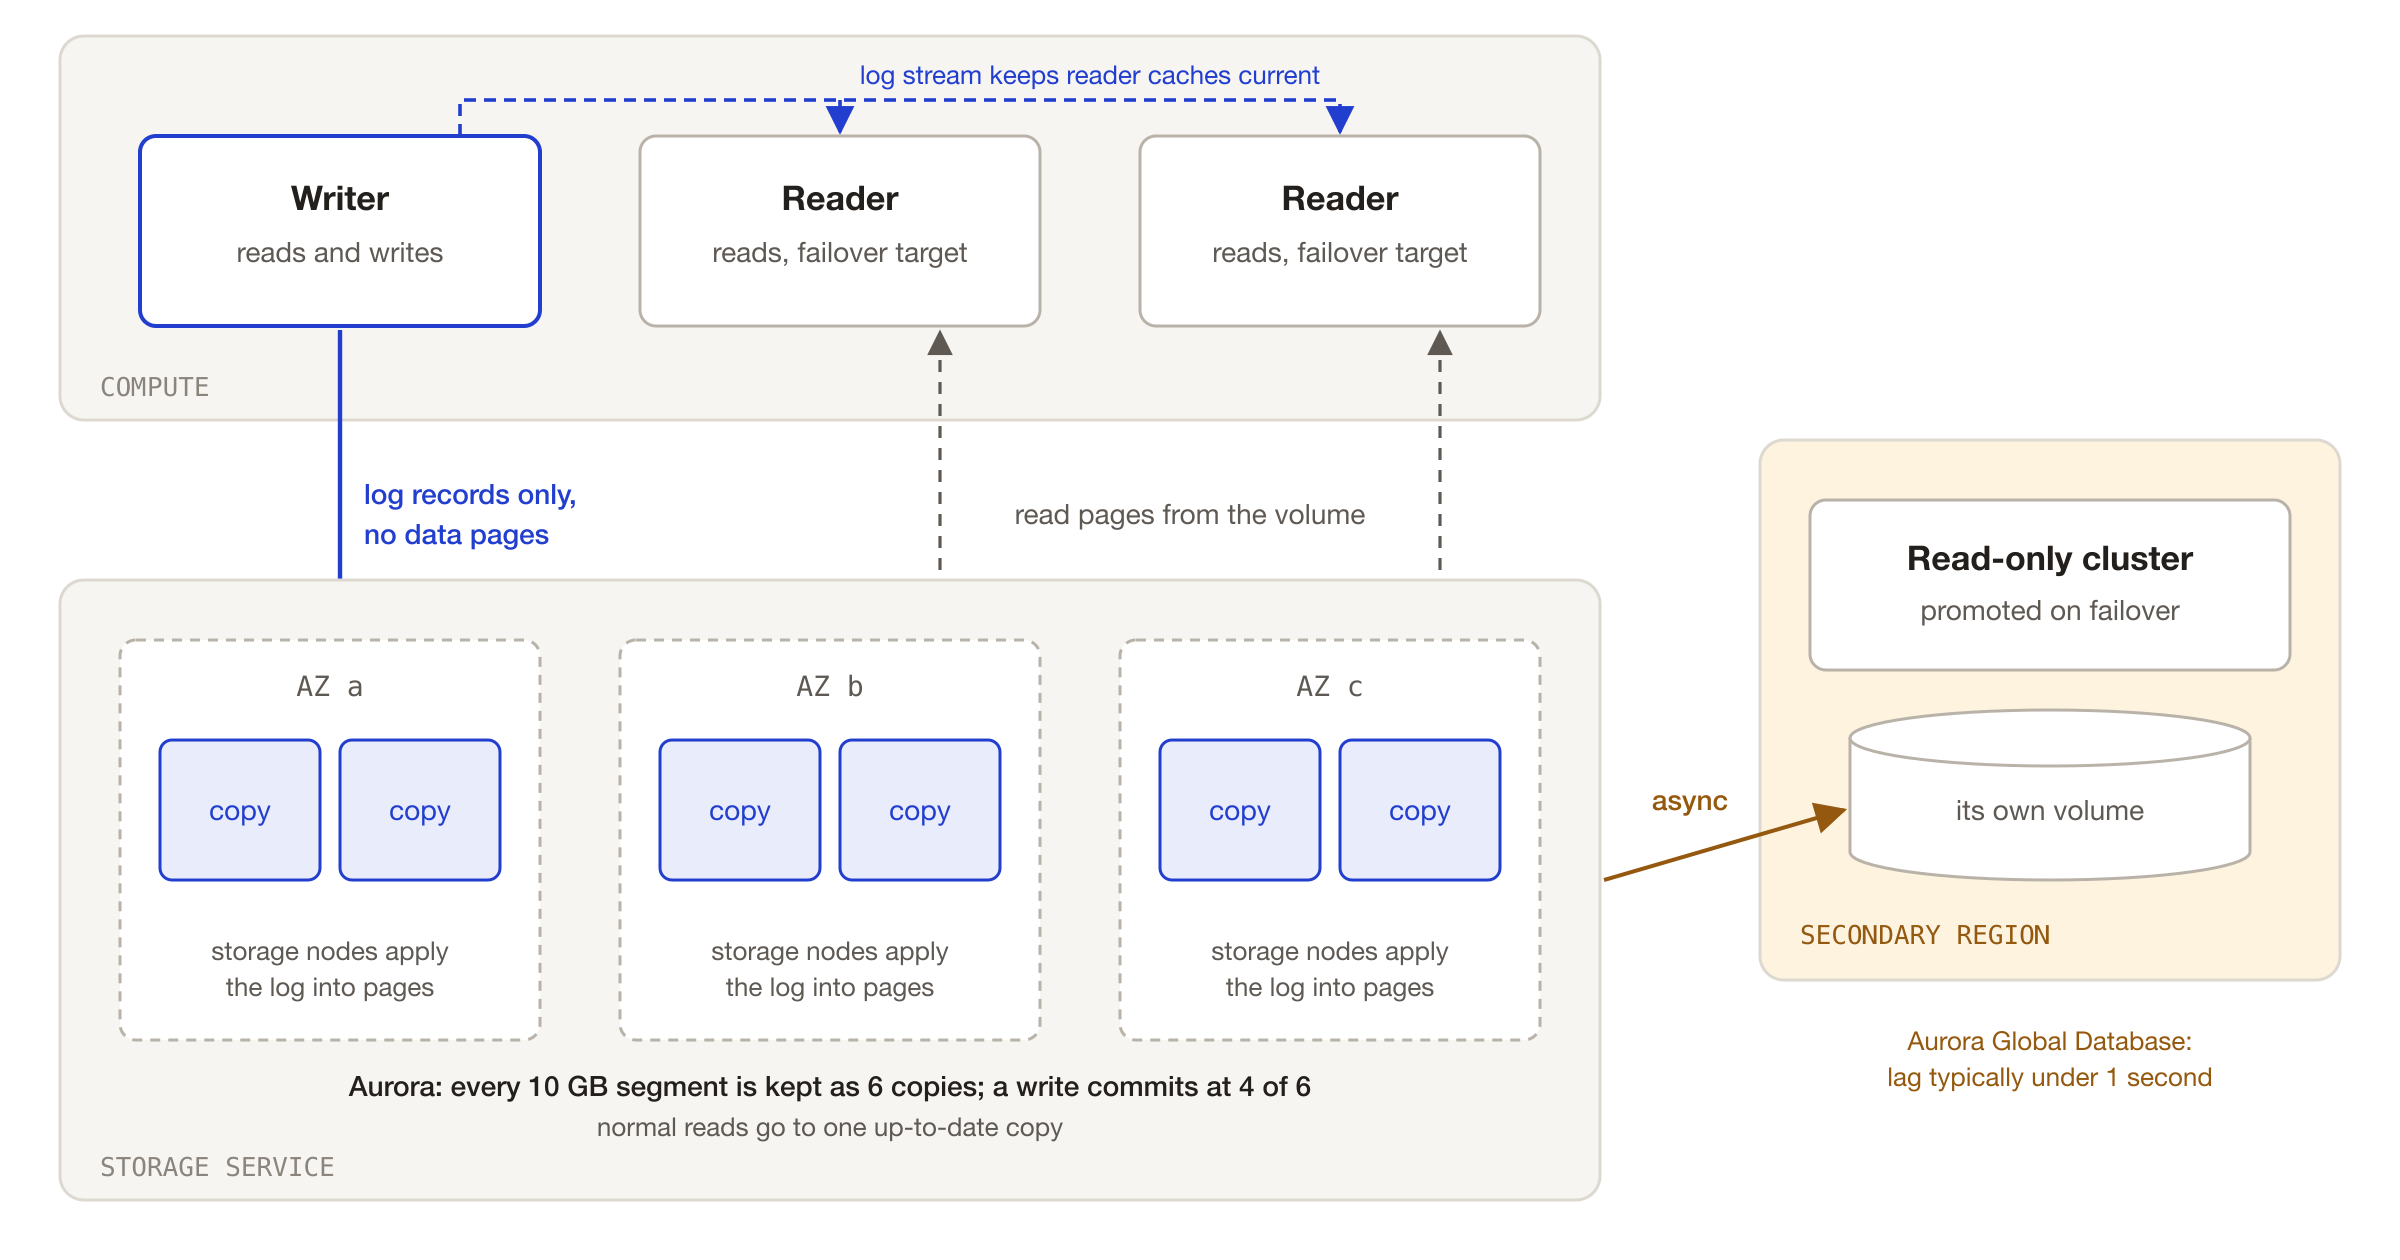 log stream keeps reader caches current
Writer
reads and writes
Reader
reads, failover target
Reader
reads, failover target
COMPUTE
log records only,
no data pages
read pages from the volume
Read-only cluster
promoted on failover
its own volume
async
SECONDARY REGION
Aurora Global Database:
lag typically under 1 second
AZ a
copy
copy
storage nodes apply
the log into pages
AZ b
copy
copy
storage nodes apply
the log into pages
AZ c
copy
copy
storage nodes apply
the log into pages
Aurora: every 10 GB segment is kept as 6 copies; a write commits at 4 of 6
normal reads go to one up-to-date copy
STORAGE SERVICE